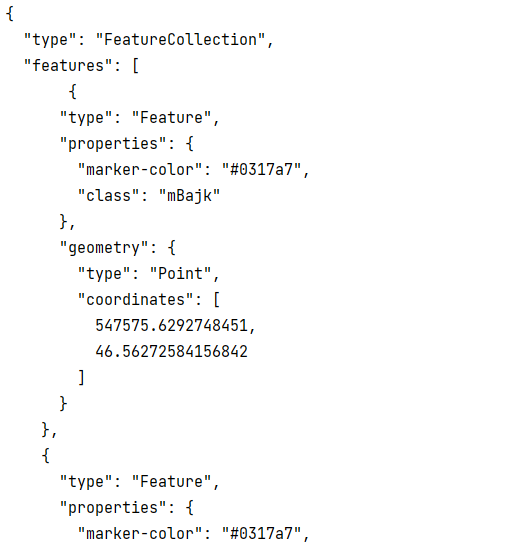 {
  "type": "FeatureCollection",
  "features": [
       {
      "type": "Feature",
      "properties": {
        "marker-color": "#0317a7",
        "class": "mBajk"
      },
      "geometry": {
        "type": "Point",
        "coordinates": [
          547575.6292748451,
          46.56272584156842
        ]
      }
    },
    {
      "type": "Feature",
      "properties": {
        "marker-color": "#0317a7",